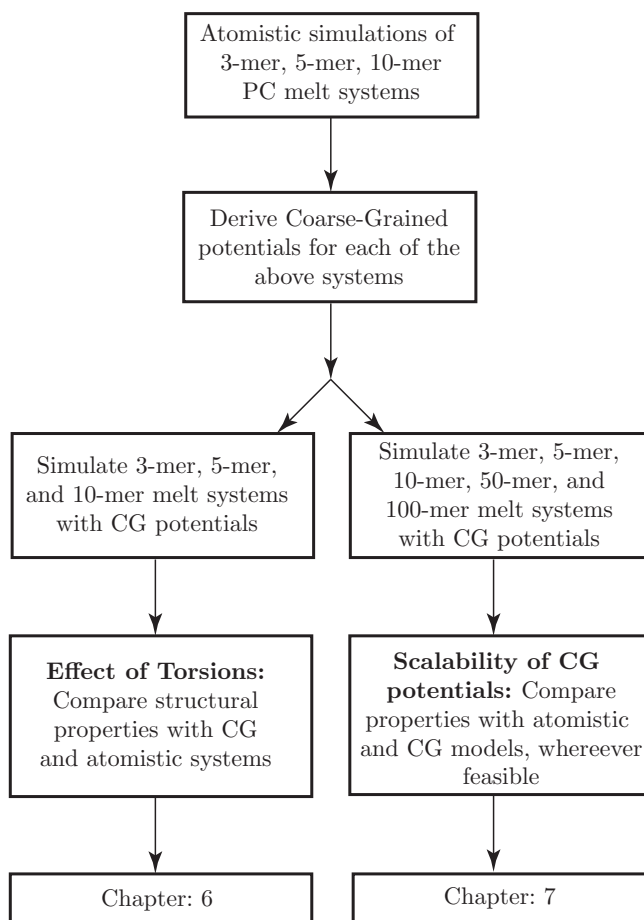 Atomistic simulations of
3-mer, 5-mer, 10-mer
PC melt systems
Derive Coarse-Grained
potentials for each of the
above systems
Simulate 3-mer, 5-mer,
and 10-mer melt systems
with CG potentials
Simulate 3-mer, 5-mer,
10-mer, 50-mer, and
100-mer melt systems
with CG potentials
Effect of Torsions:
Compare structural
properties with CG
and atomistic systems
Scalability of CG
potentials: Compare
properties with atomistic
and CG models, whereever
feasible
Chapter: 6
Chapter: 7